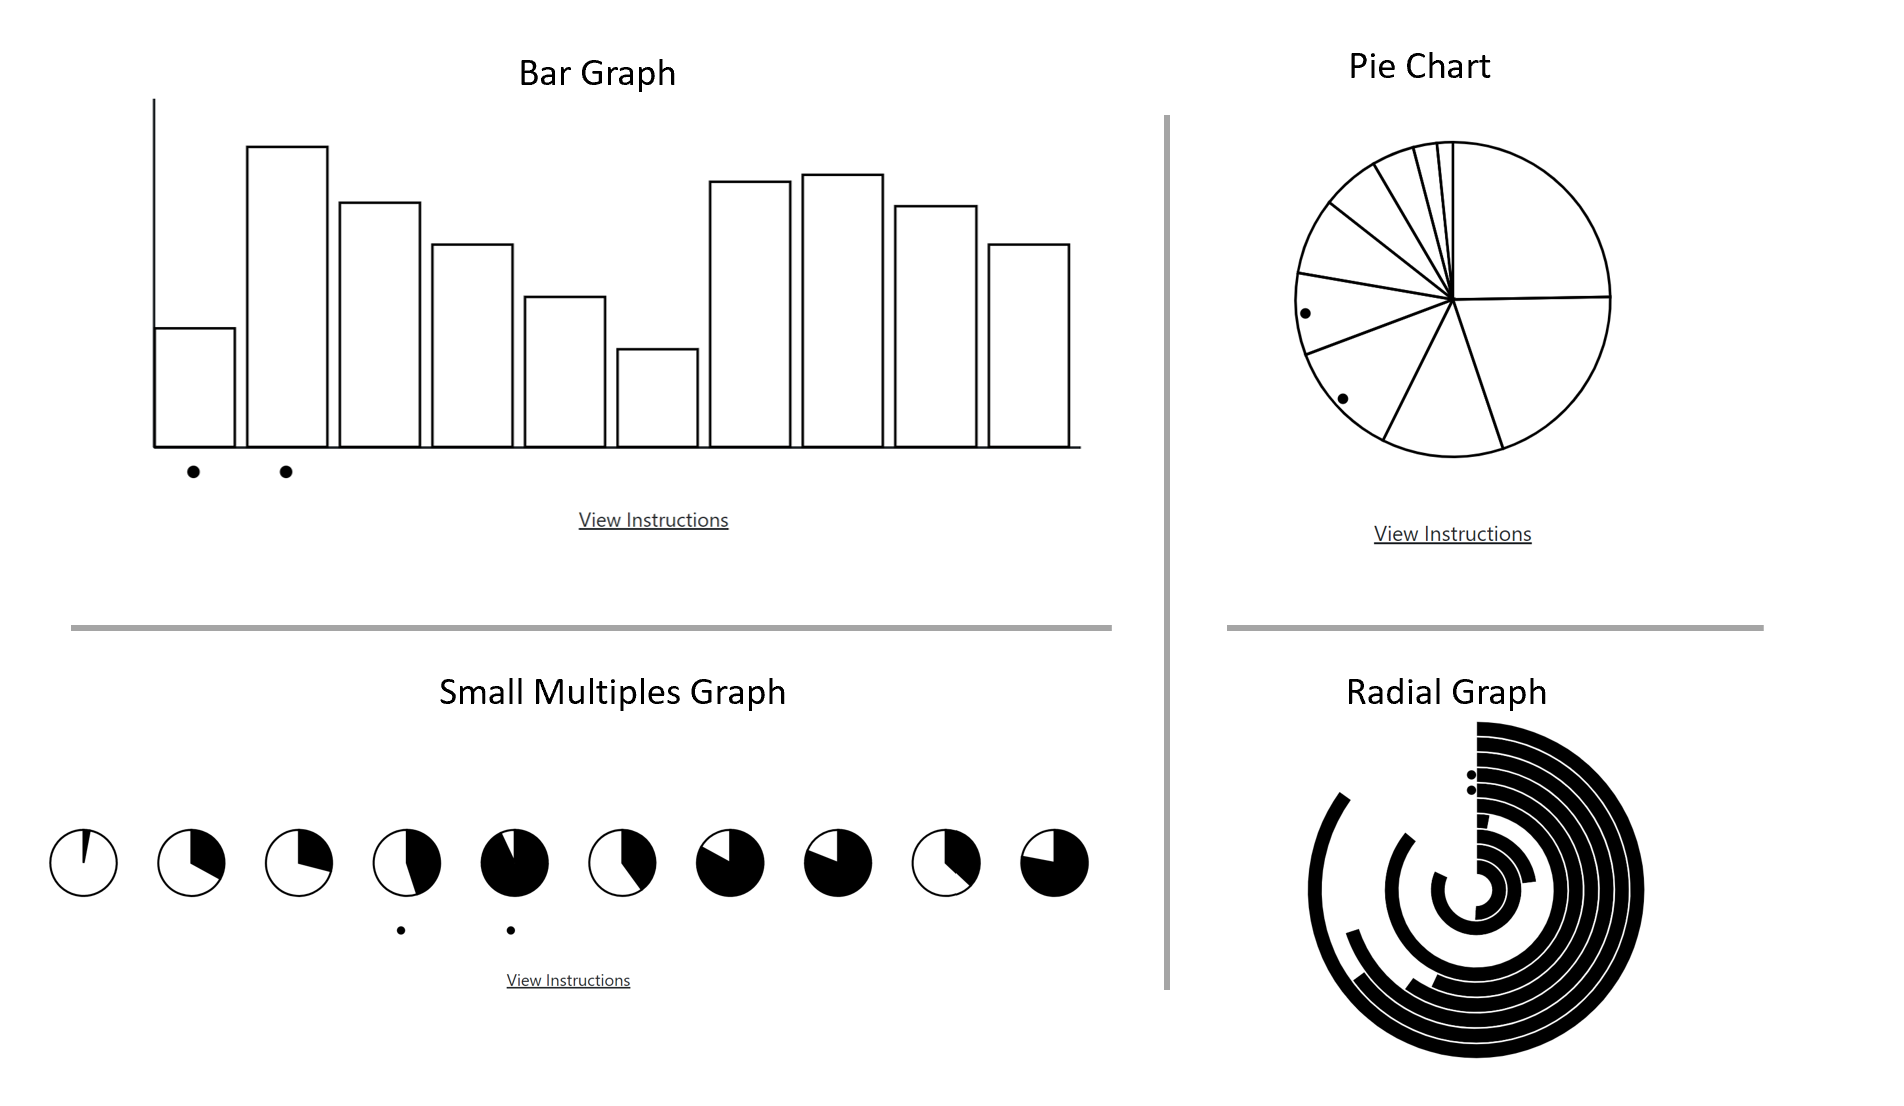 Bar Graph
Pie Chart
View Instructions
View Instructions
Small Multiples Graph
Radial Graph
View Instructions